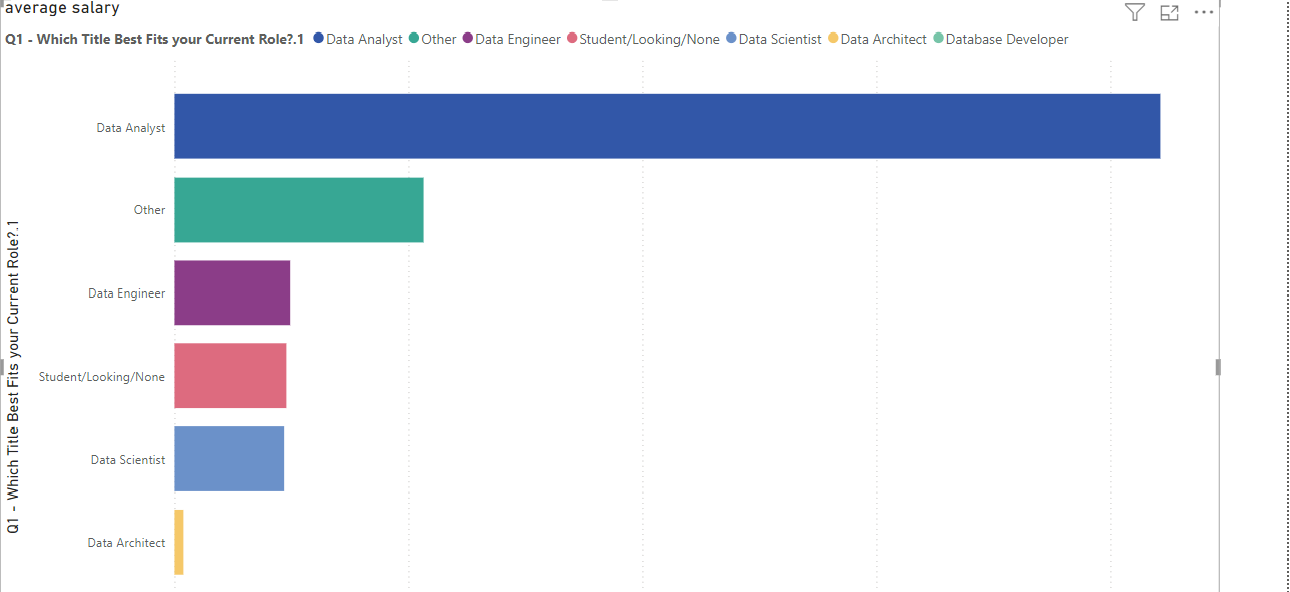 average salary
Q1 - Which Title Best Fits your Current Role?.1 Data Analyst Other Data Engineer Student/Looking/None Data Scientist Data Architect Database Developer
Q1 - Which Title Best Fits your Current Role?.1
Data Analyst
Other
Data Engineer
Student/Looking/None
Data Scientist
Data Architect